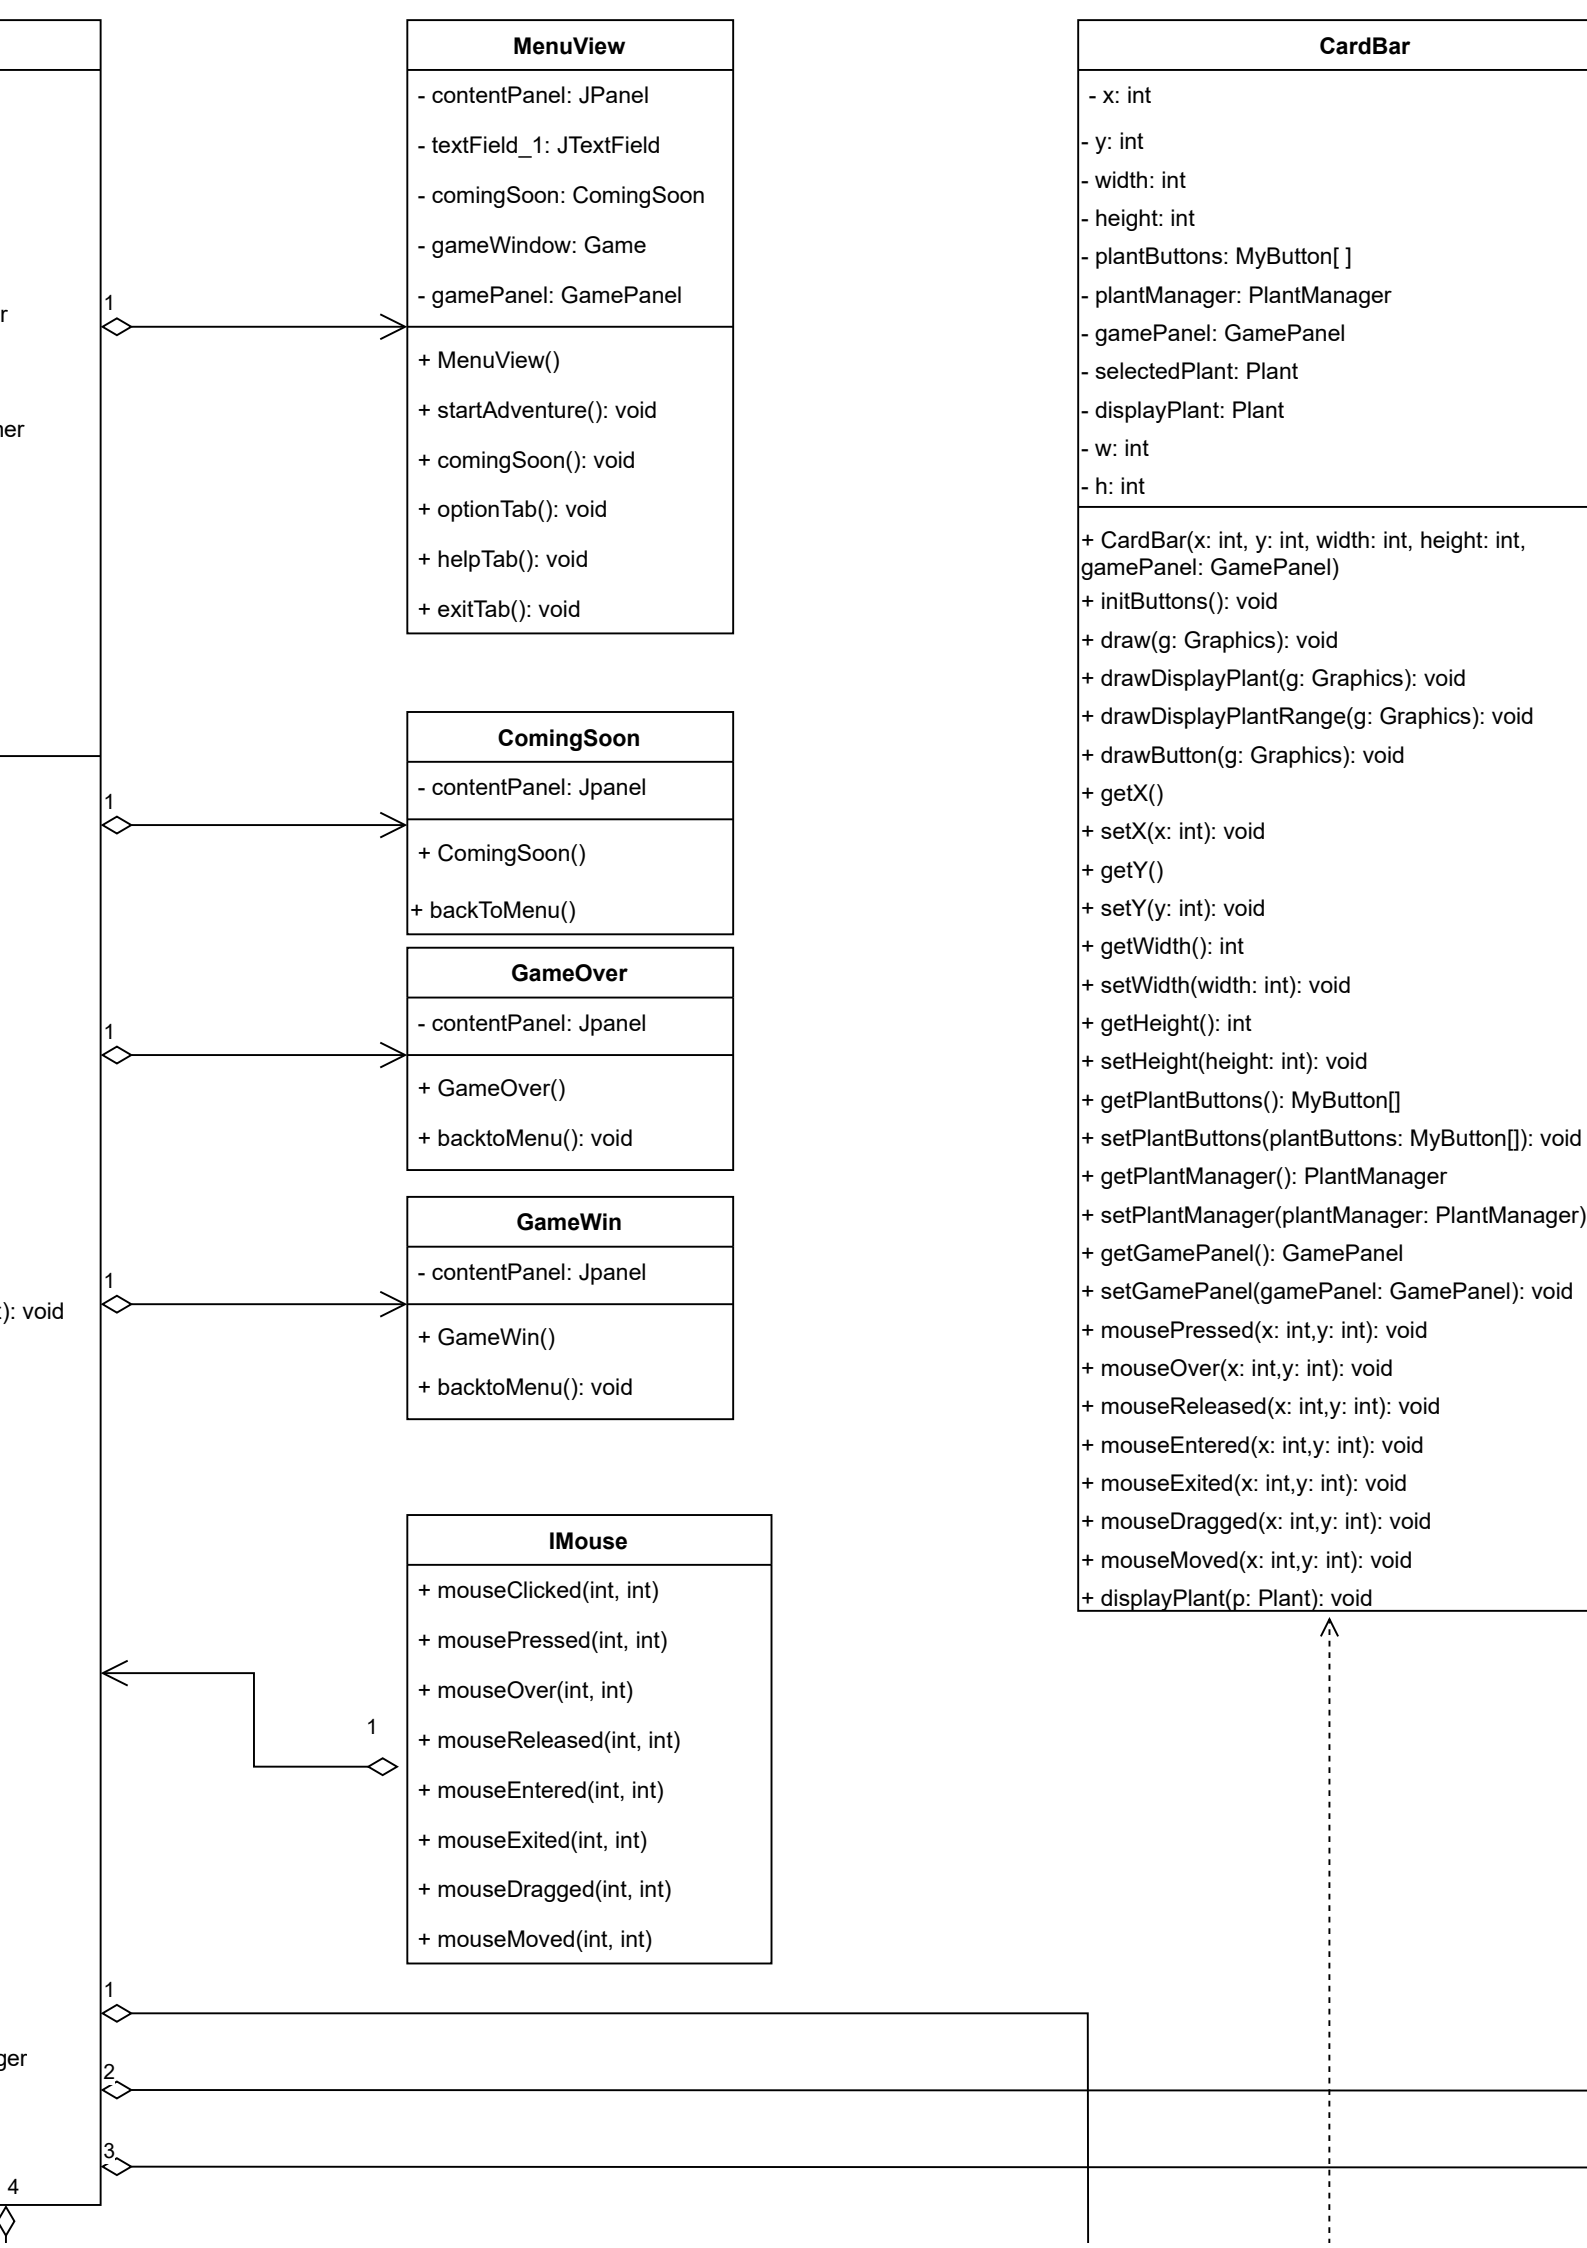 r
ner
): void
ger
4
1
1
1
1
1
1
2
3
MenuView
- contentPanel: JPanel
- textField_1: JTextField
- comingSoon: ComingSoon
- gameWindow: Game
- gamePanel: GamePanel
+ MenuView()
+ startAdventure(): void
+ comingSoon(): void
+ optionTab(): void
+ helpTab(): void
+ exitTab(): void
ComingSoon
- contentPanel: Jpanel
+ ComingSoon()
+ backToMenu()
GameOver
- contentPanel: Jpanel
+ GameOver()
+ backtoMenu(): void
GameWin
- contentPanel: Jpanel
+ GameWin()
+ backtoMenu(): void
IMouse
+ mouseClicked(int, int)
+ mousePressed(int, int)
+ mouseOver(int, int)
+ mouseReleased(int, int)
+ mouseEntered(int, int)
+ mouseExited(int, int)
+ mouseDragged(int, int)
+ mouseMoved(int, int)
CardBar
- x: int
- y: int
- width: int
- height: int
- plantButtons: MyButton[ ]
- plantManager: PlantManager
- gamePanel: GamePanel
- selectedPlant: Plant
- displayPlant: Plant
- w: int
- h: int
+ CardBar(x: int, y: int, width: int, height: int,
gamePanel: GamePanel)
+ initButtons(): void
+ draw(g: Graphics): void
+ drawDisplayPlant(g: Graphics): void
+ drawDisplayPlantRange(g: Graphics): void
+ drawButton(g: Graphics): void
+ getX()
+ setX(x: int): void
+ getY()
+ setY(y: int): void
+ getWidth(): int
+ setWidth(width: int): void
+ getHeight(): int
+ setHeight(height: int): void
+ getPlantButtons(): MyButton[]
+ setPlantButtons(plantButtons: MyButton[]): void
+ getPlantManager(): PlantManager
+ setPlantManager(plantManager: PlantManager)
+ getGamePanel(): GamePanel
+ setGamePanel(gamePanel: GamePanel): void
+ mousePressed(x: int,y: int): void
+ mouseOver(x: int,y: int): void
+ mouseReleased(x: int,y: int): void
+ mouseEntered(x: int,y: int): void
+ mouseExited(x: int,y: int): void
+ mouseDragged(x: int,y: int): void
+ mouseMoved(x: int,y: int): void
+ displayPlant(p: Plant): void